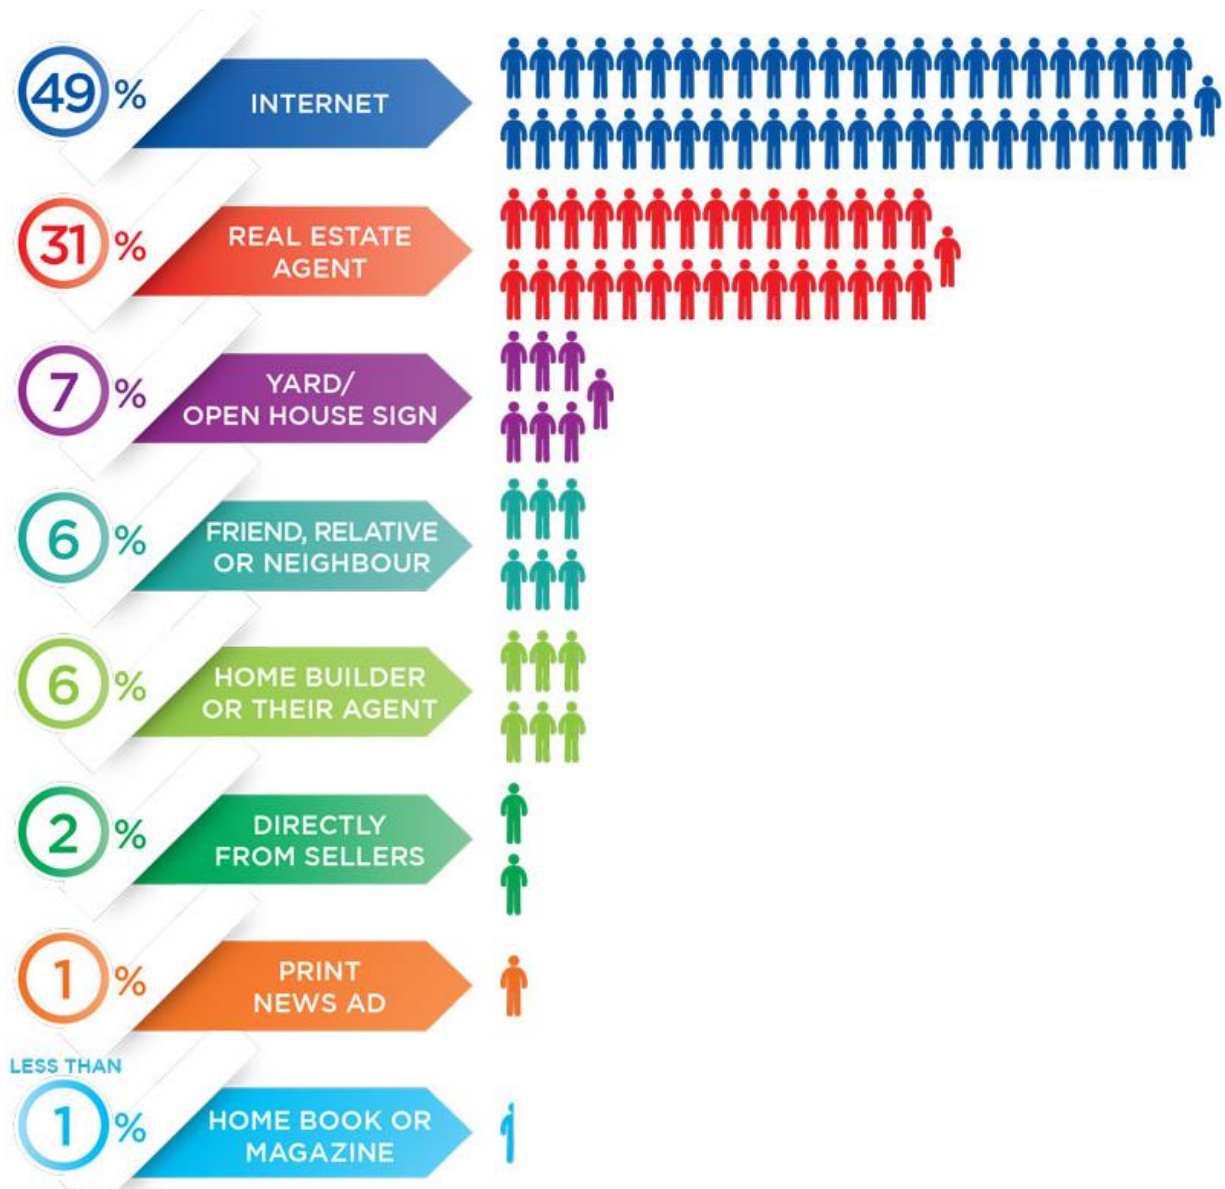 49 %
INTERNET
31 %
REAL ESTATE
AGENT
7 %
YARD/
OPEN HOUSE SIGN
6 %
FRIEND, RELATIVE
OR NEIGHBOUR
6 %
HOME BUILDER
OR THEIR AGENT
2 %
DIRECTLY
FROM SELLERS
1 %
PRINT
NEWS AD
LESS THAN
1 %
HOME BOOK OR
MAGAZINE